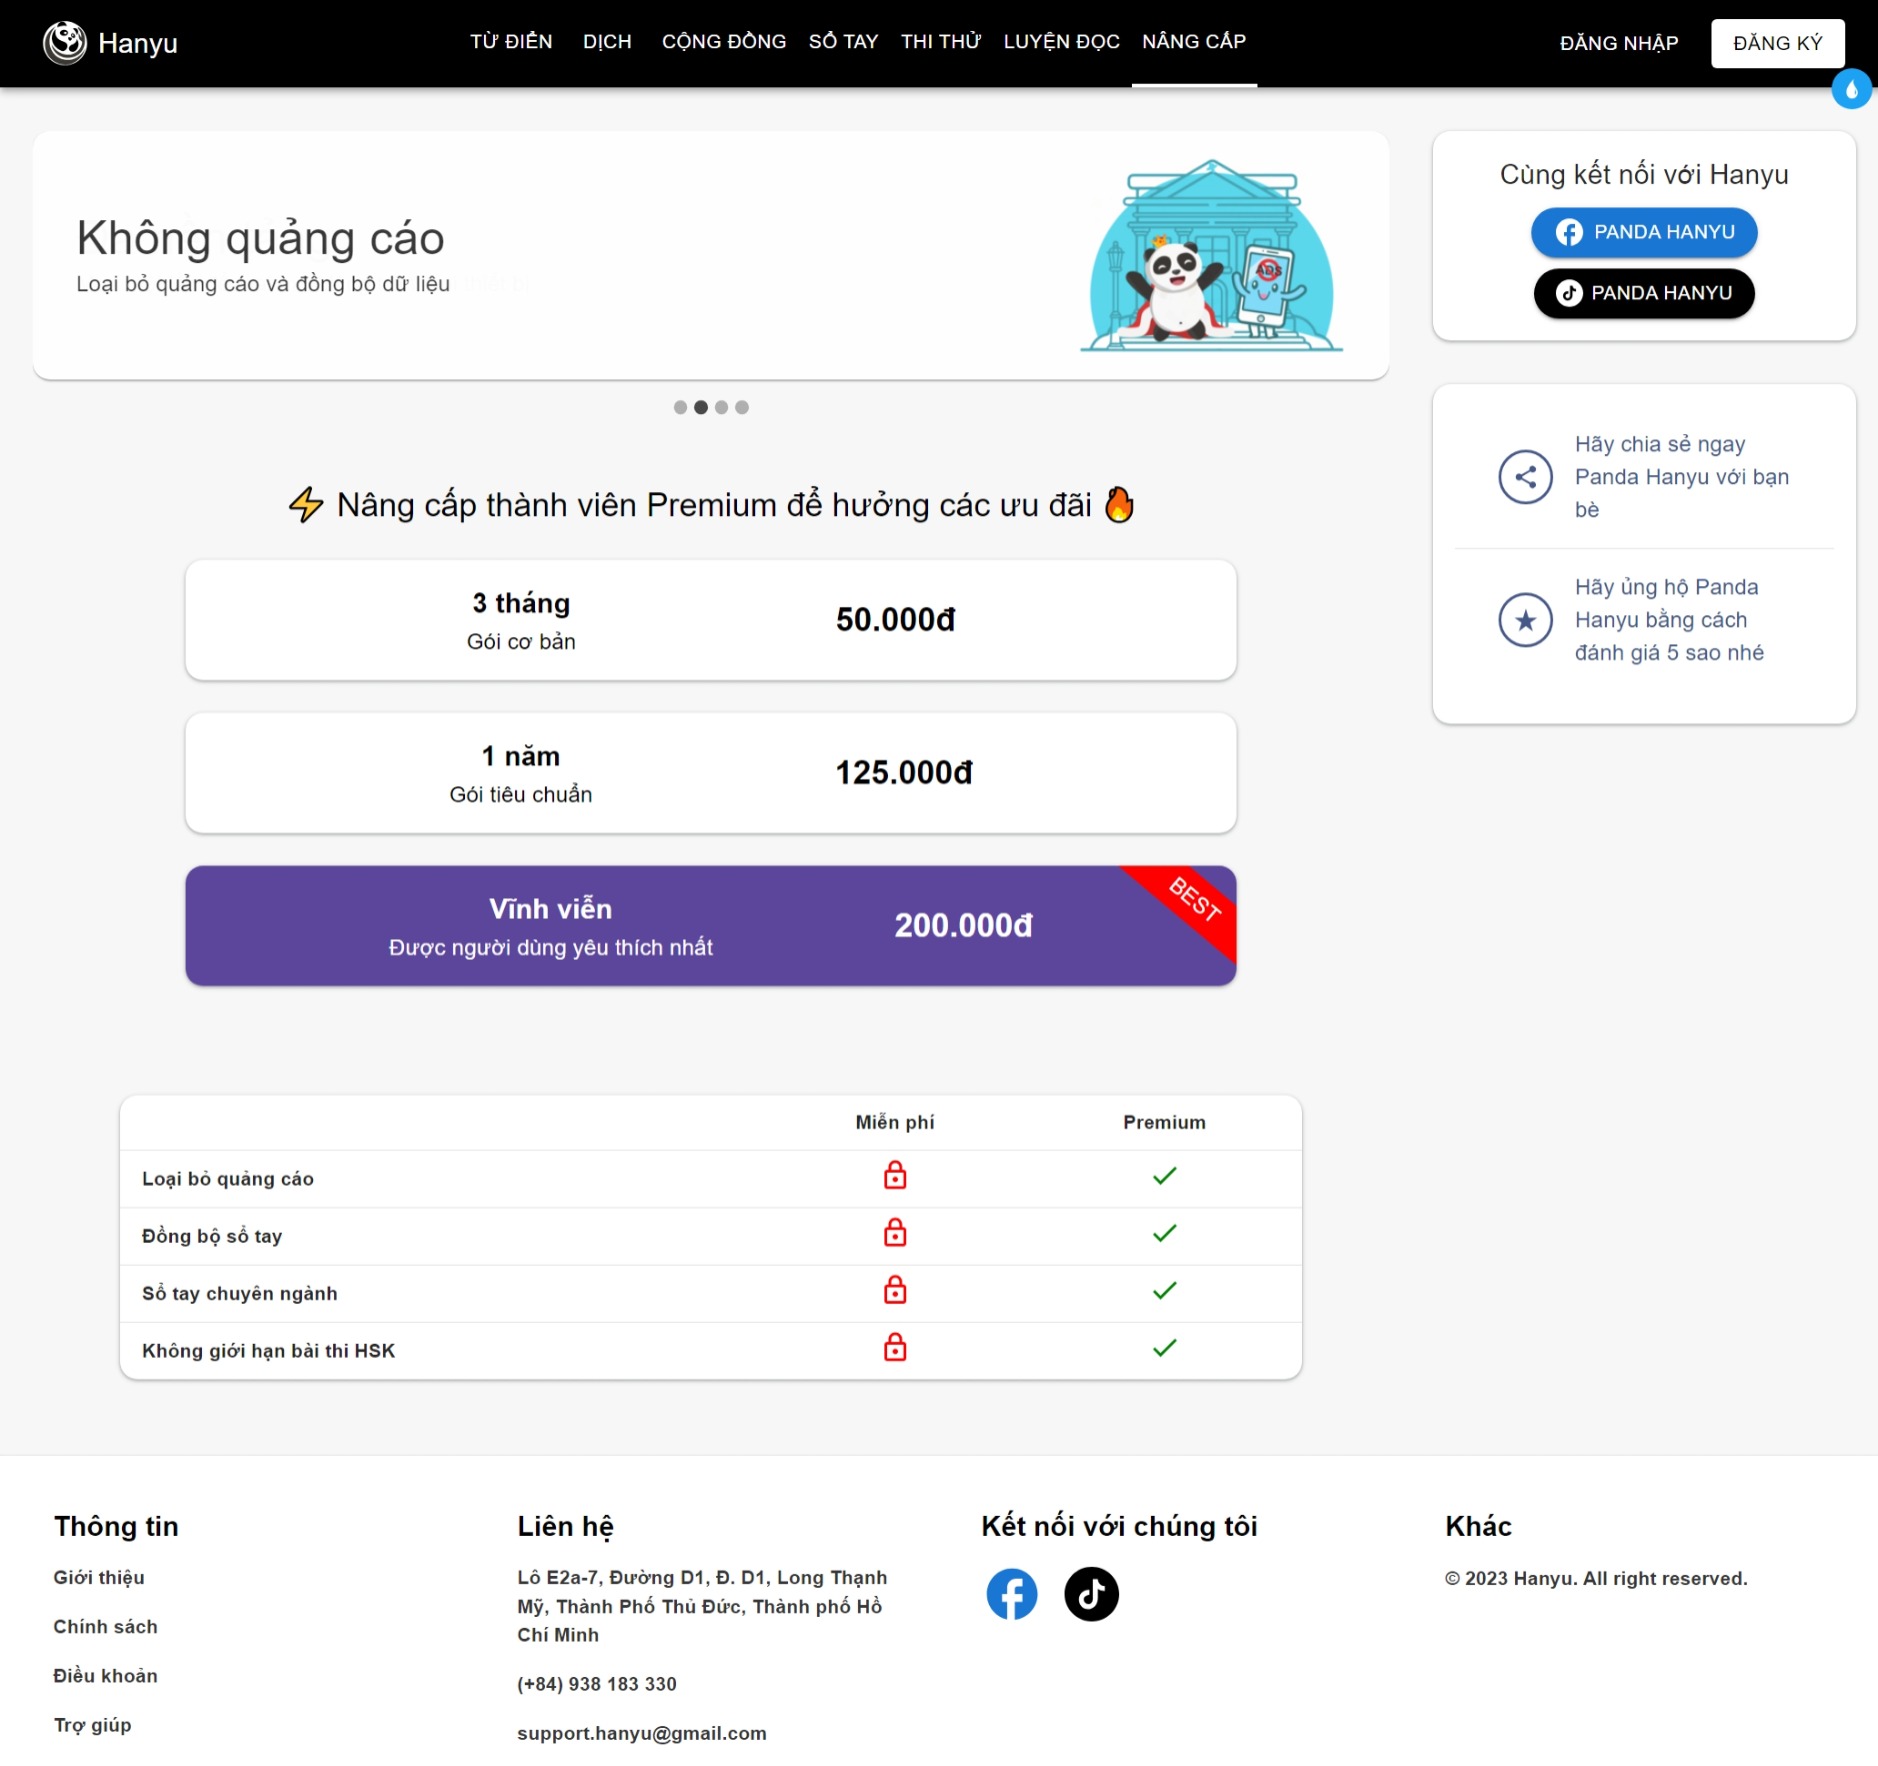 Hanyu
TỪ ĐIỂN
DỊCH
CỘNG ĐỒNG
SỔ TAY
THI THỬ
LUYỆN ĐỌC
NÂNG CẤP
ĐĂNG NHẬP
ĐĂNG KÝ
Không quảng cáo
Loại bỏ quảng cáo và đồng bộ dữ liệu
ADS
Cùng kết nối với Hanyu
PANDA HANYU
PANDA HANYU
Hãy chia sẻ ngay
Panda Hanyu với bạn
bè
Hãy ủng hộ Panda
Hanyu bằng cách
đánh giá 5 sao nhé
⚡ Nâng cấp thành viên Premium để hưởng các ưu đãi 🔥
3 tháng
Gói cơ bản
50.000đ
1 năm
Gói tiêu chuẩn
125.000đ
Vĩnh viễn
Được người dùng yêu thích nhất
200.000đ
BEST
Miễn phí
Premium
Loại bỏ quảng cáo
Đồng bộ sổ tay
Sổ tay chuyên ngành
Không giới hạn bài thi HSK
Thông tin
Giới thiệu
Chính sách
Điều khoản
Trợ giúp
Liên hệ
Lô E2a-7, Đường D1, Đ. D1, Long Thạnh
Mỹ, Thành Phố Thủ Đức, Thành phố Hồ
Chí Minh
(+84) 938 183 330
support.hanyu@gmail.com
Kết nối với chúng tôi
Khác
© 2023 Hanyu. All right reserved.